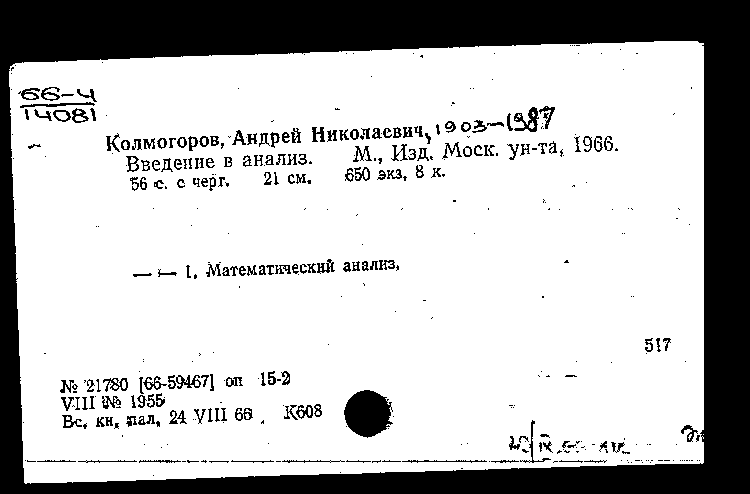 66-4
14081
Колмогоров, Андрей Николаевич, 1903-1987
Введение в анализ. М., Изд. Моск. ун-та, 1966.
56 с. с черт. 21 см. 650 экз, 8 к.
— — 1. Математический анализ,
517
№ 21780 [66-59467] оп 15-2
VIII № 1955
Вс. кн. пал, 24 VIII 66 К608